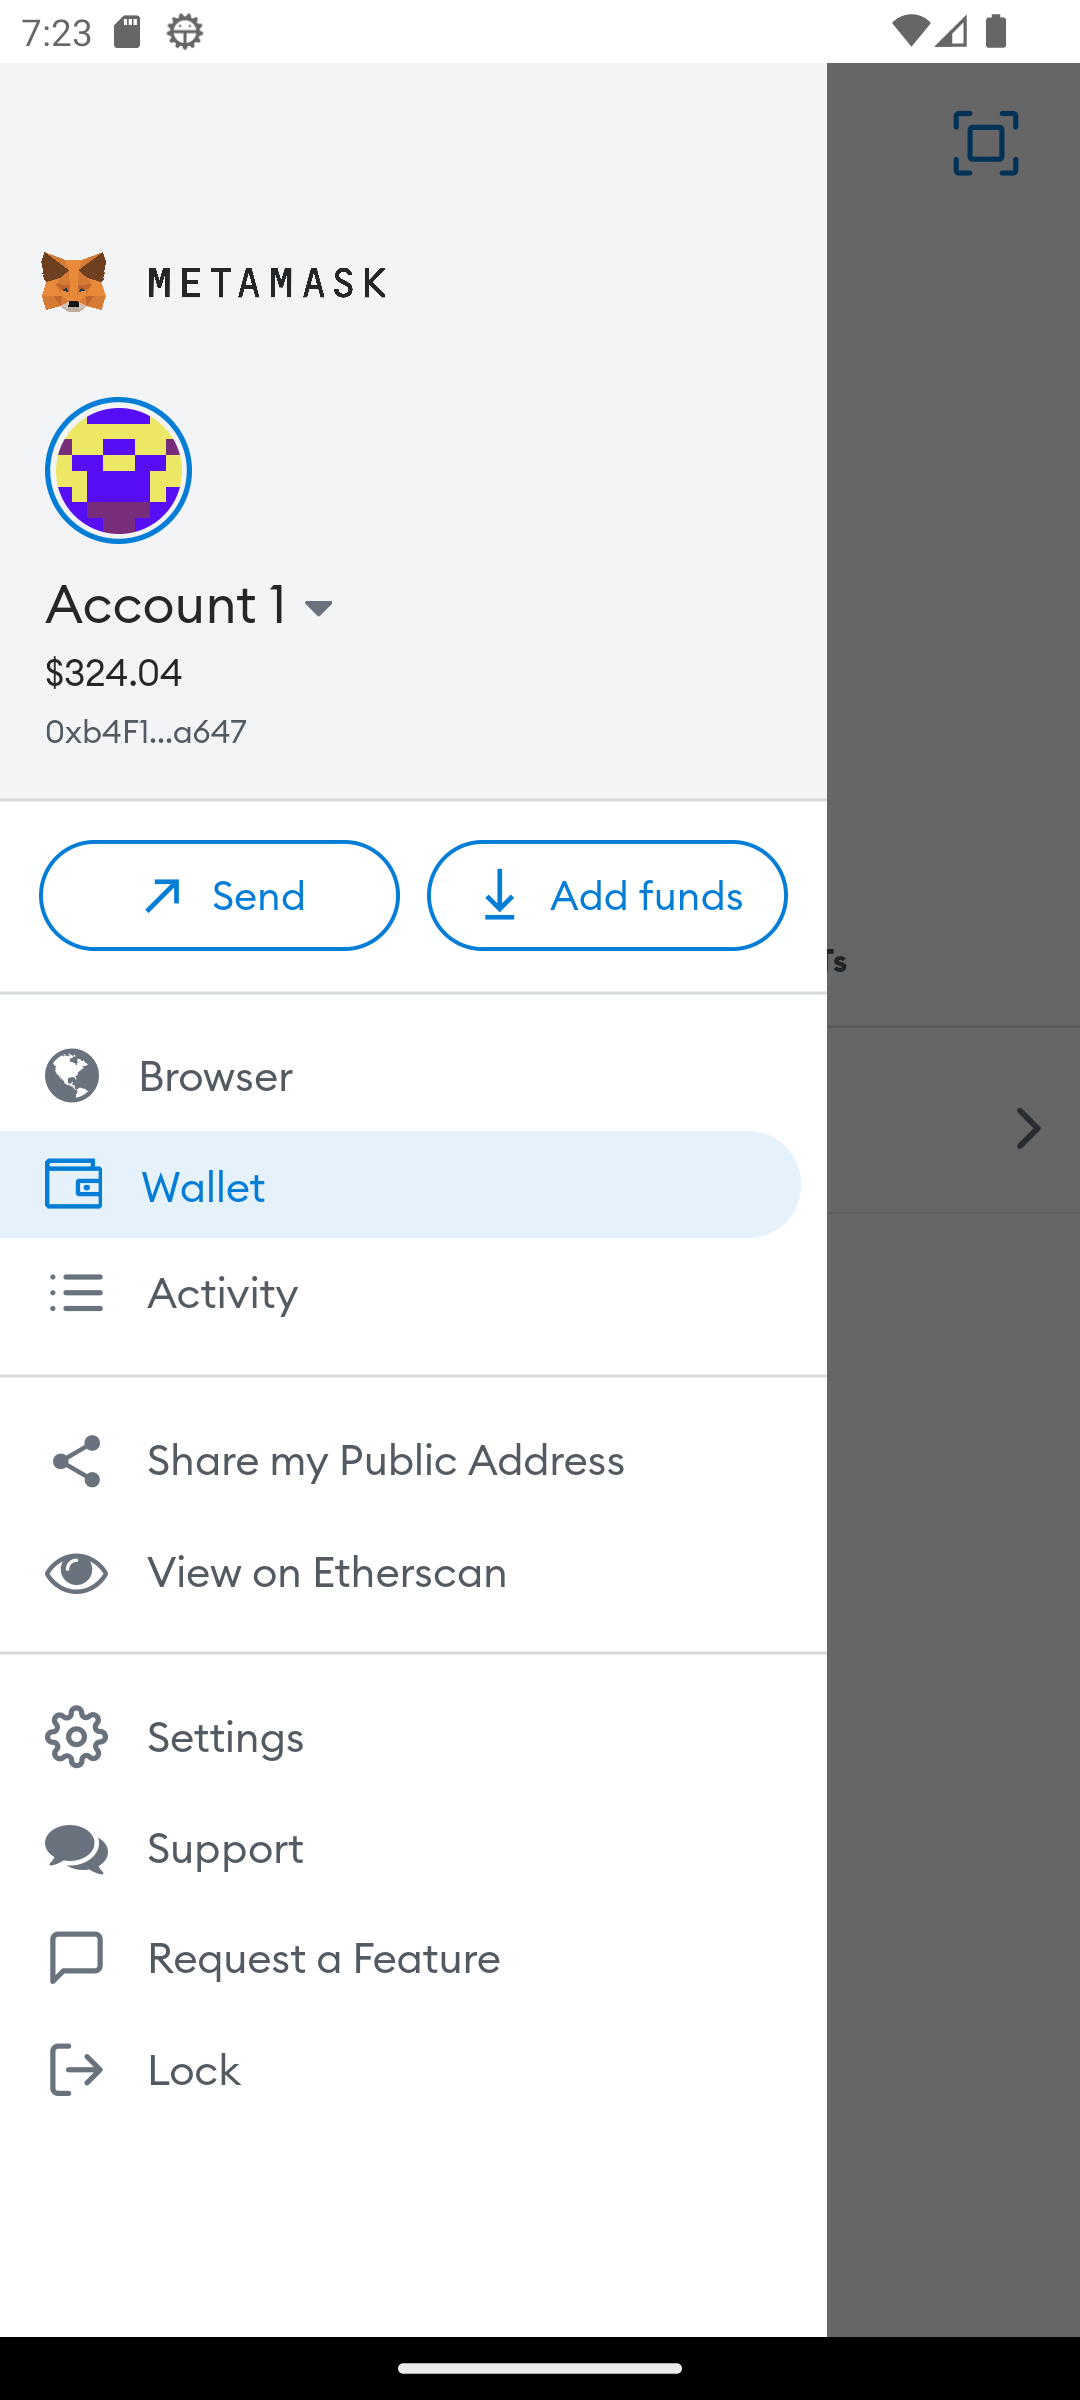 7:23
METAMASK
Account 1
$324.04
0xb4F1...a647
Send
Add funds
Ts
Browser
Wallet
Activity
Share my Public Address
View on Etherscan
Settings
Support
Request a Feature
Lock